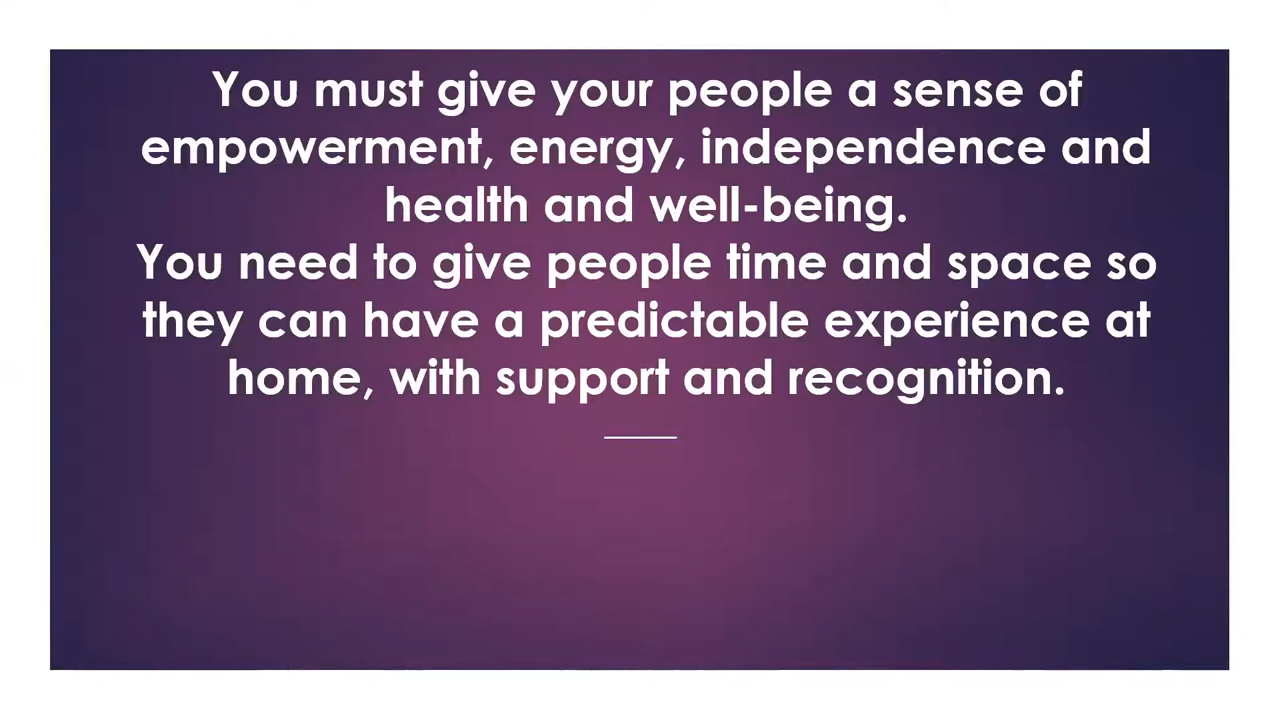 You must give your people a sense of
empowerment, energy, independence and
health and well-being.
You need to give people time and space so
they can have a predictable experience at
home, with support and recognition.